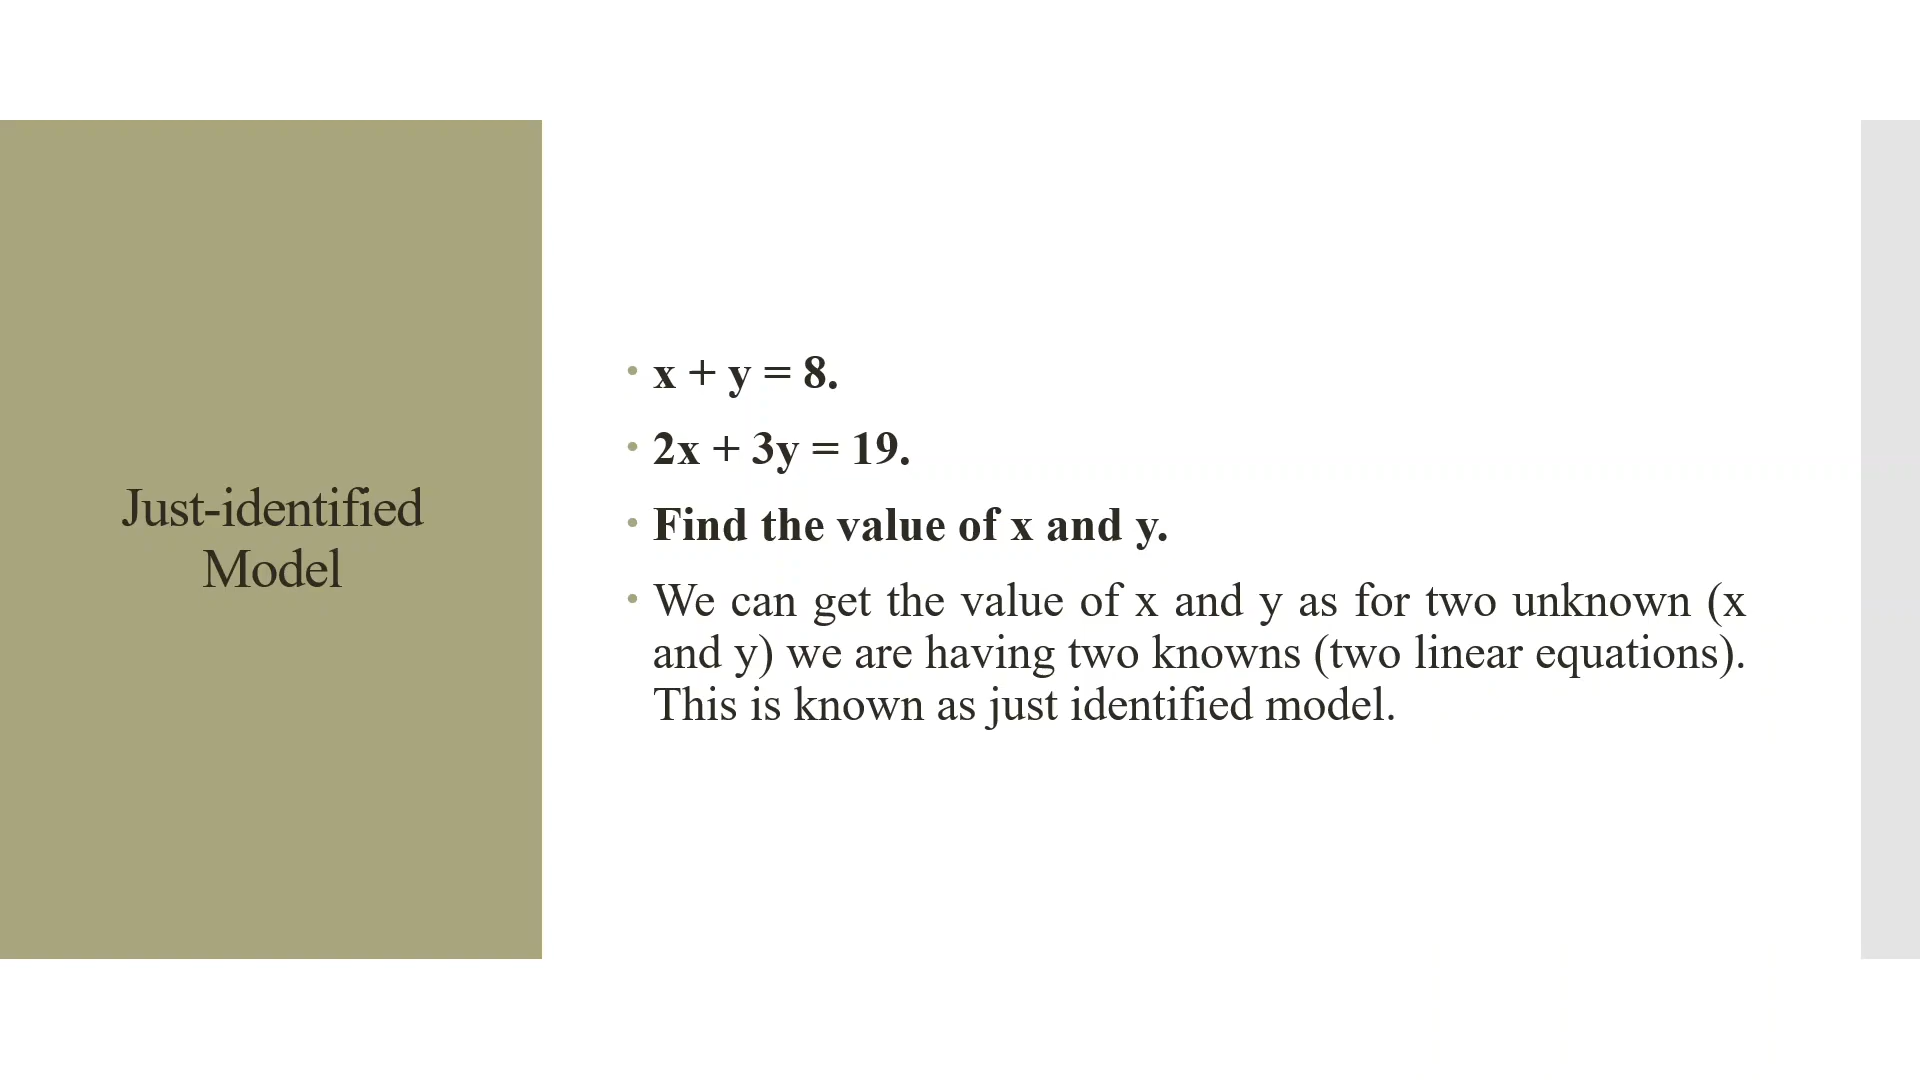 Just-identified
Model
• x + y = 8.
• 2x + 3y = 19.
• Find the value of x and y.
• We can get the value of x and y as for two unknown (x
and y) we are having two knowns (two linear equations).
This is known as just identified model.